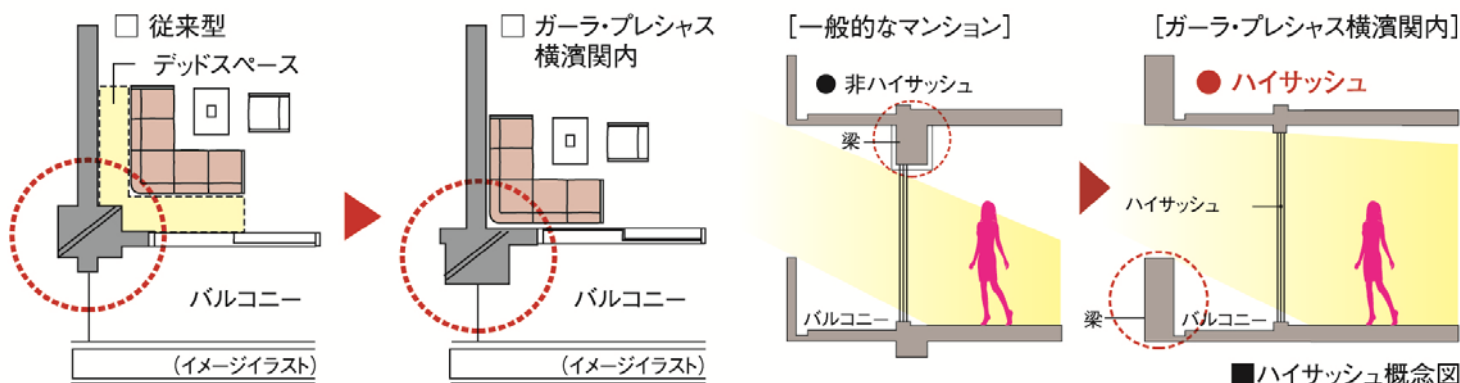 □ 従来型
デッドスペース
バルコニー
(イメージイラスト)
□ ガーラ・プレシャス
横濱関内
バルコニー
(イメージイラスト)
[一般的なマンション]
● 非ハイサッシュ
梁
バルコニー
[ガーラ・プレシャス横濱関内]
● ハイサッシュ
ハイサッシュ
梁
バルコニー
■ハイサッシュ概念図